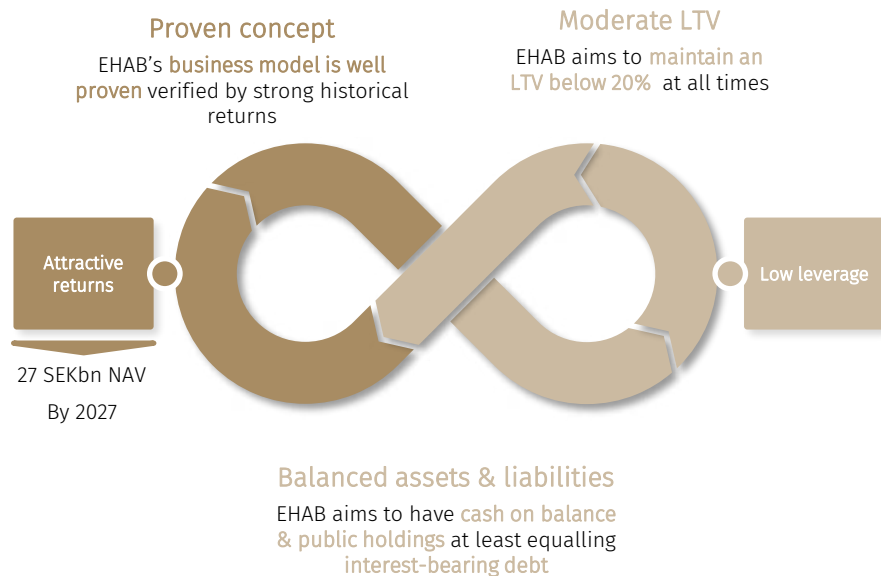 Proven concept
EHAB's business model is well
proven verified by strong historical
returns
Moderate LTV
EHAB aims to maintain an
LTV below 20% at all times
Attractive
returns
27 SEKbn NAV
By 2027
Low leverage
Balanced assets & liabilities
EHAB aims to have cash on balance
& public holdings at least equalling
interest-bearing debt